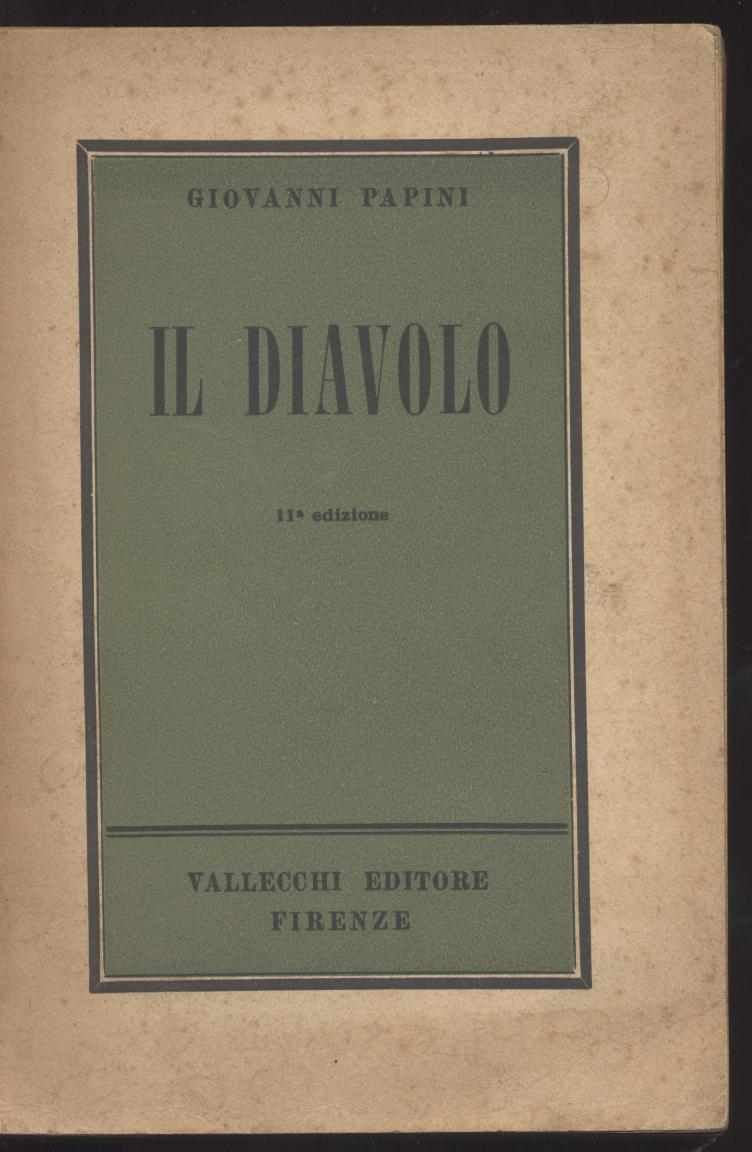 GIOVANNI PAPINI
IL DIAVOLO
11ª edizione
VALLECCHI EDITORE
FIRENZE